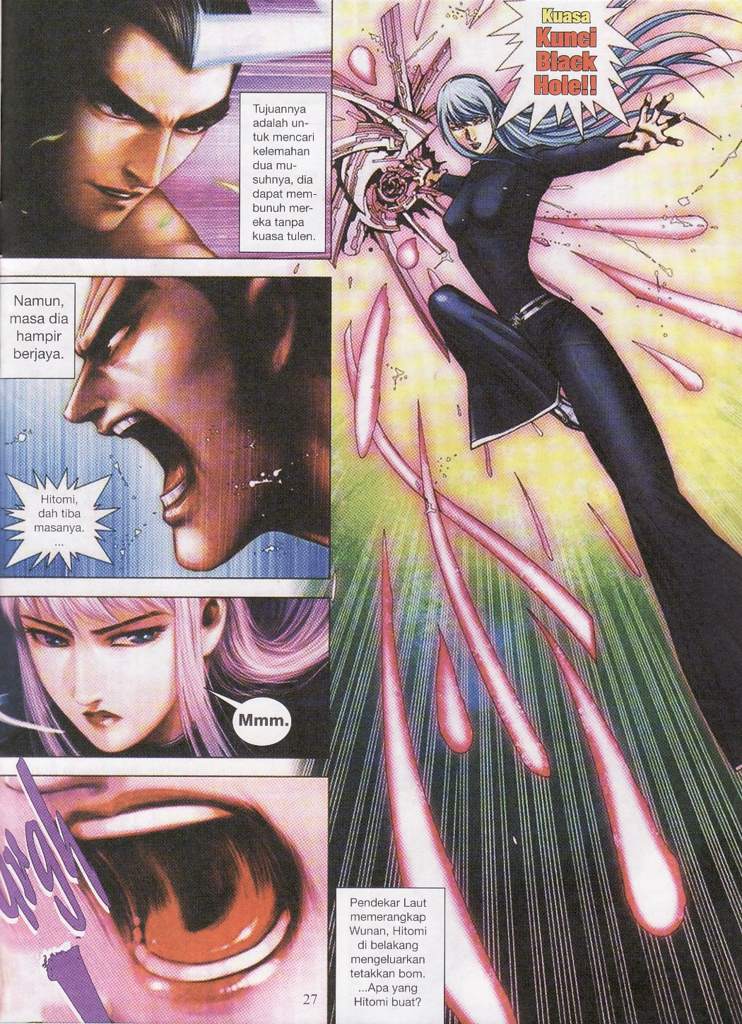 Tujuannya
adalah un-
tuk mencari
kelemahan
dua mu-
suhnya, dia
dapat mem-
bunuh mer-
eka tanpa
kuasa tulen.
Namun,
masa dia
hampir
berjaya.
Hitomi,
dah tiba
masanya.
...
Mmm.
Argh
27
Kuasa
Kunci
Black
Hole!!
Pendekar Laut
memerangkap
Wunan, Hitomi
di belakang
mengeluarkan
tetakkan bom.
...Apa yang
Hitomi buat?